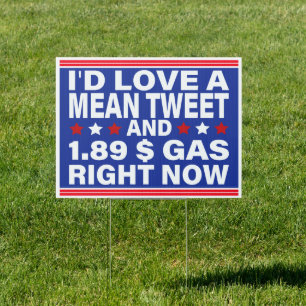 I'D LOVE A
MEAN TWEET
AND
1.89 $ GAS
RIGHT NOW